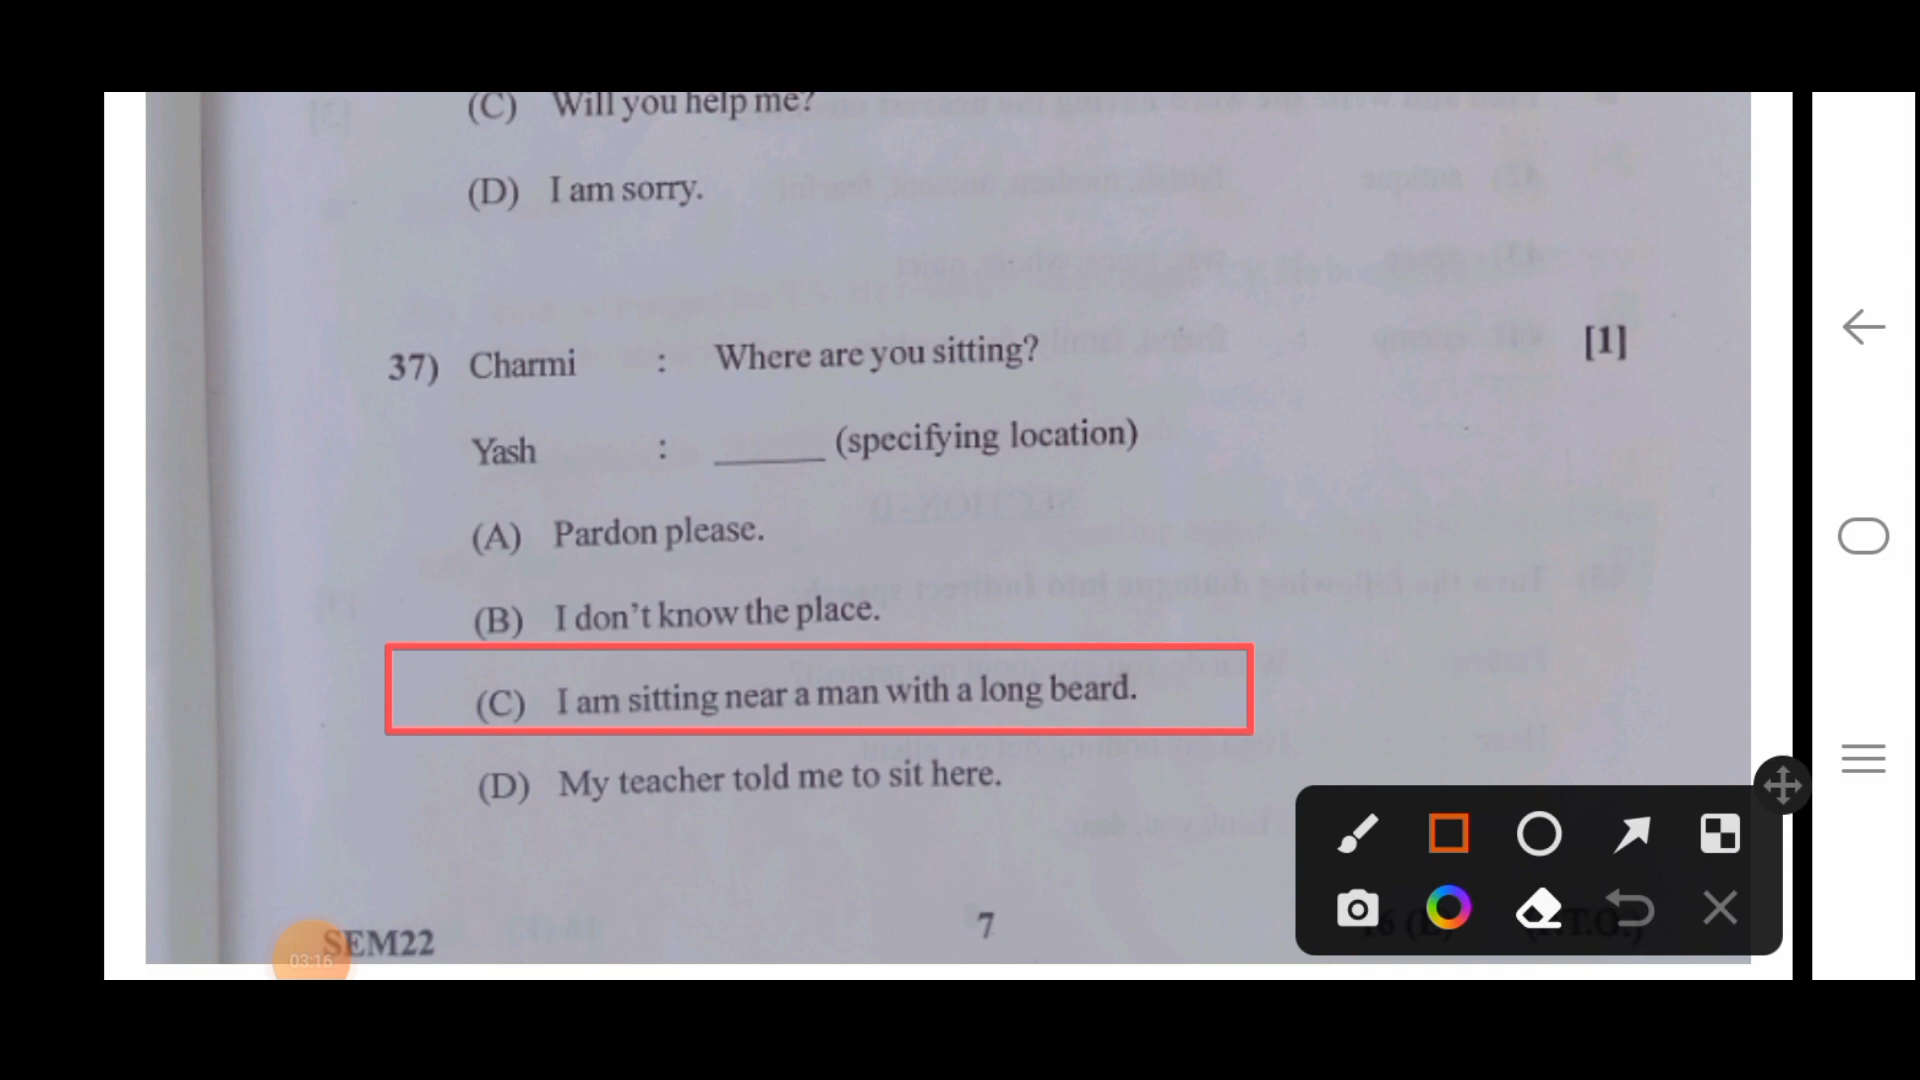 (C) Will you help me?
(D) I am sorry.
37) Charmi : Where are you sitting? [1]
Yash : ______ (specifying location)
(A) Pardon please.
(B) I don't know the place.
(C) I am sitting near a man with a long beard.
(D) My teacher told me to sit here.
SEM22 7
03:16